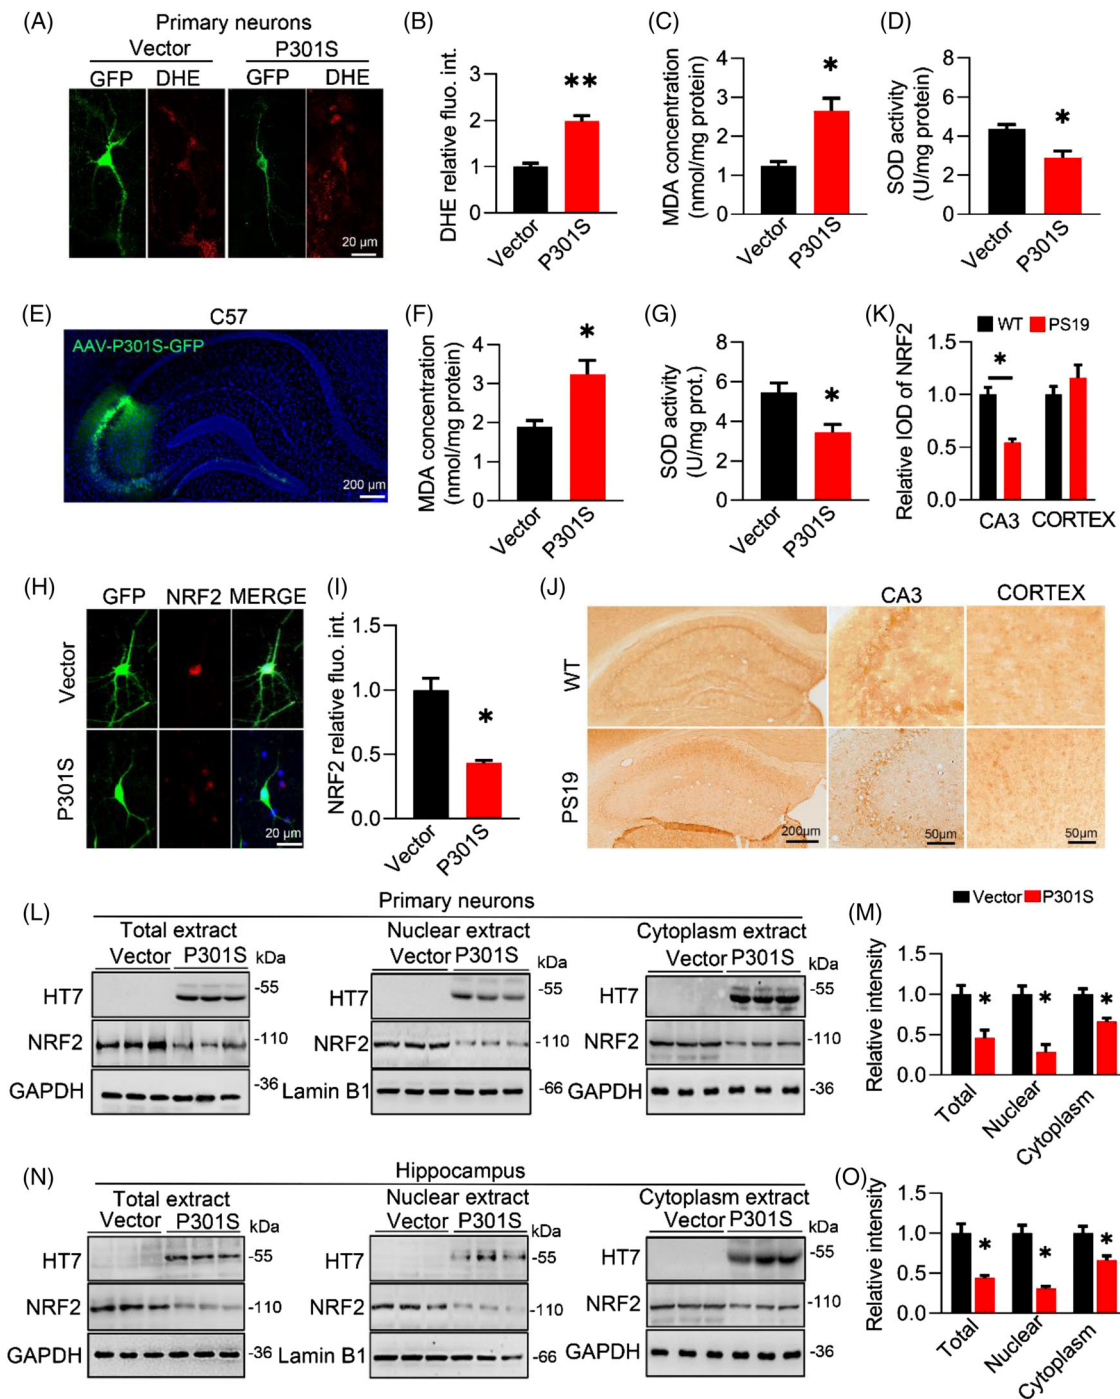 (A)
Primary neurons
Vector P301S
GFP DHE GFP DHE
20 μm
(B)
DHE relative fluo. int.
3
2
1
0
**
Vector P301S
(C)
MDA concentration
(nmol/mg protein)
4
3
2
1
0
*
Vector P301S
(D)
SOD activity
(U/mg protein)
8
6
4
2
0
*
Vector P301S
(E)
C57
AAV-P301S-GFP
200 μm
(F)
MDA concentration
(nmol/mg protein)
4
3
2
1
0
*
Vector P301S
(G)
SOD activity
(U/mg prot.)
8
6
4
2
0
*
Vector P301S
(K)
WT PS19
Relative IOD of NRF2
1.5
1.0
0.5
0.0
*
CA3 CORTEX
(H)
GFP NRF2 MERGE
Vector
P301S
20 μm
(I)
NRF2 relative fluo. int.
1.5
1.0
0.5
0.0
*
Vector P301S
(J)
CA3 CORTEX
WT
PS19
200μm 50μm 50μm
(L)
Primary neurons
Total extract
Vector P301S kDa
HT7 -55
NRF2 -110
GAPDH -36
Nuclear extract
Vector P301S kDa
HT7 -55
NRF2 -110
Lamin B1 -66
Cytoplasm extract
Vector P301S kDa
HT7 -55
NRF2 -110
GAPDH -36
(M)
Vector P301S
Relative intensity
1.5
1.0
0.5
0.0
* * *
Total Nuclear Cytoplasm
(N)
Hippocampus
Total extract
Vector P301S kDa
HT7 -55
NRF2 -110
GAPDH -36
Nuclear extract
Vector P301S kDa
HT7 -55
NRF2 -110
Lamin B1 -66
Cytoplasm extract
Vector P301S kDa
HT7 -55
NRF2 -110
GAPDH -36
(O)
Relative intensity
1.5
1.0
0.5
0.0
* * *
Total Nuclear Cytoplasm